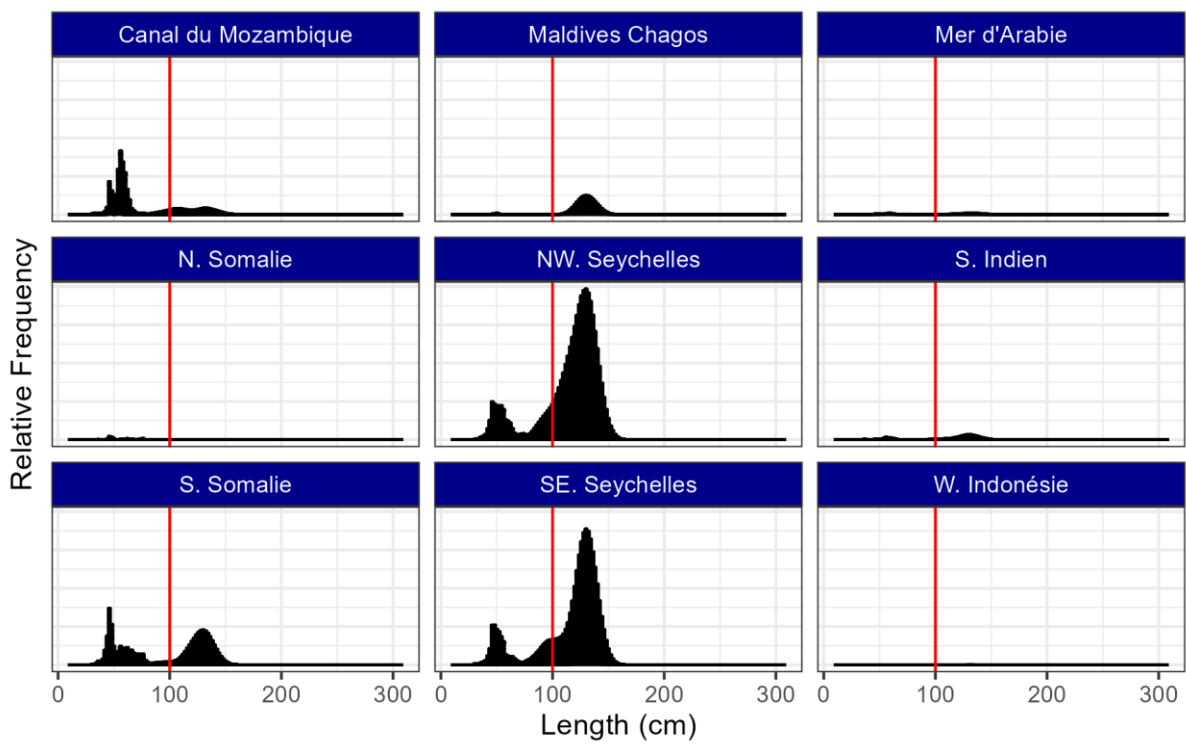 Canal du Mozambique
Maldives Chagos
Mer d'Arabie
N. Somalie
NW. Seychelles
S. Indien
S. Somalie
SE. Seychelles
W. Indonésie
Relative Frequency
0 100 200 300
0 100 200 300
0 100 200 300
Length (cm)